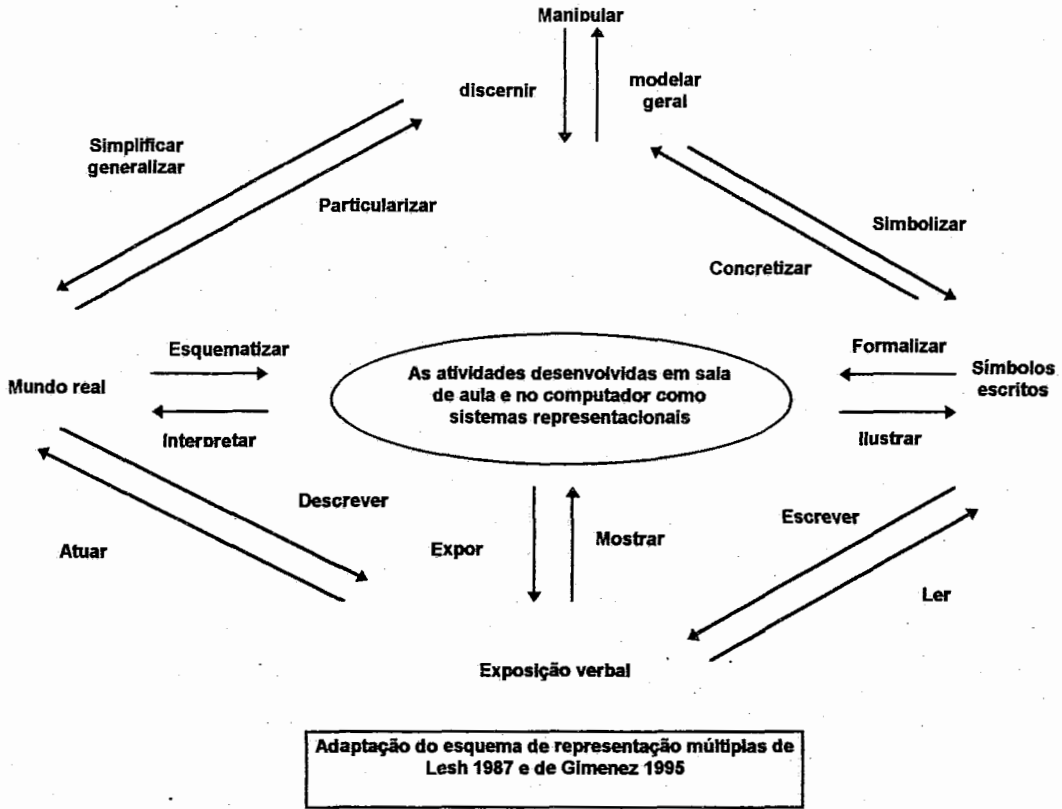 Manipular
discernir
modelar
geral
Simplificar
generalizar
Particularizar
Simbolizar
Concretizar
Esquematizar
Formalizar
Mundo real
As atividades desenvolvidas em sala
de aula e no computador como
sistemas representacionais
Símbolos
escritos
Interpretar
Ilustrar
Descrever
Escrever
Atuar
Expor
Mostrar
Ler
Exposição verbal
Adaptação do esquema de representação múltiplas de
Lesh 1987 e de Gimenez 1995